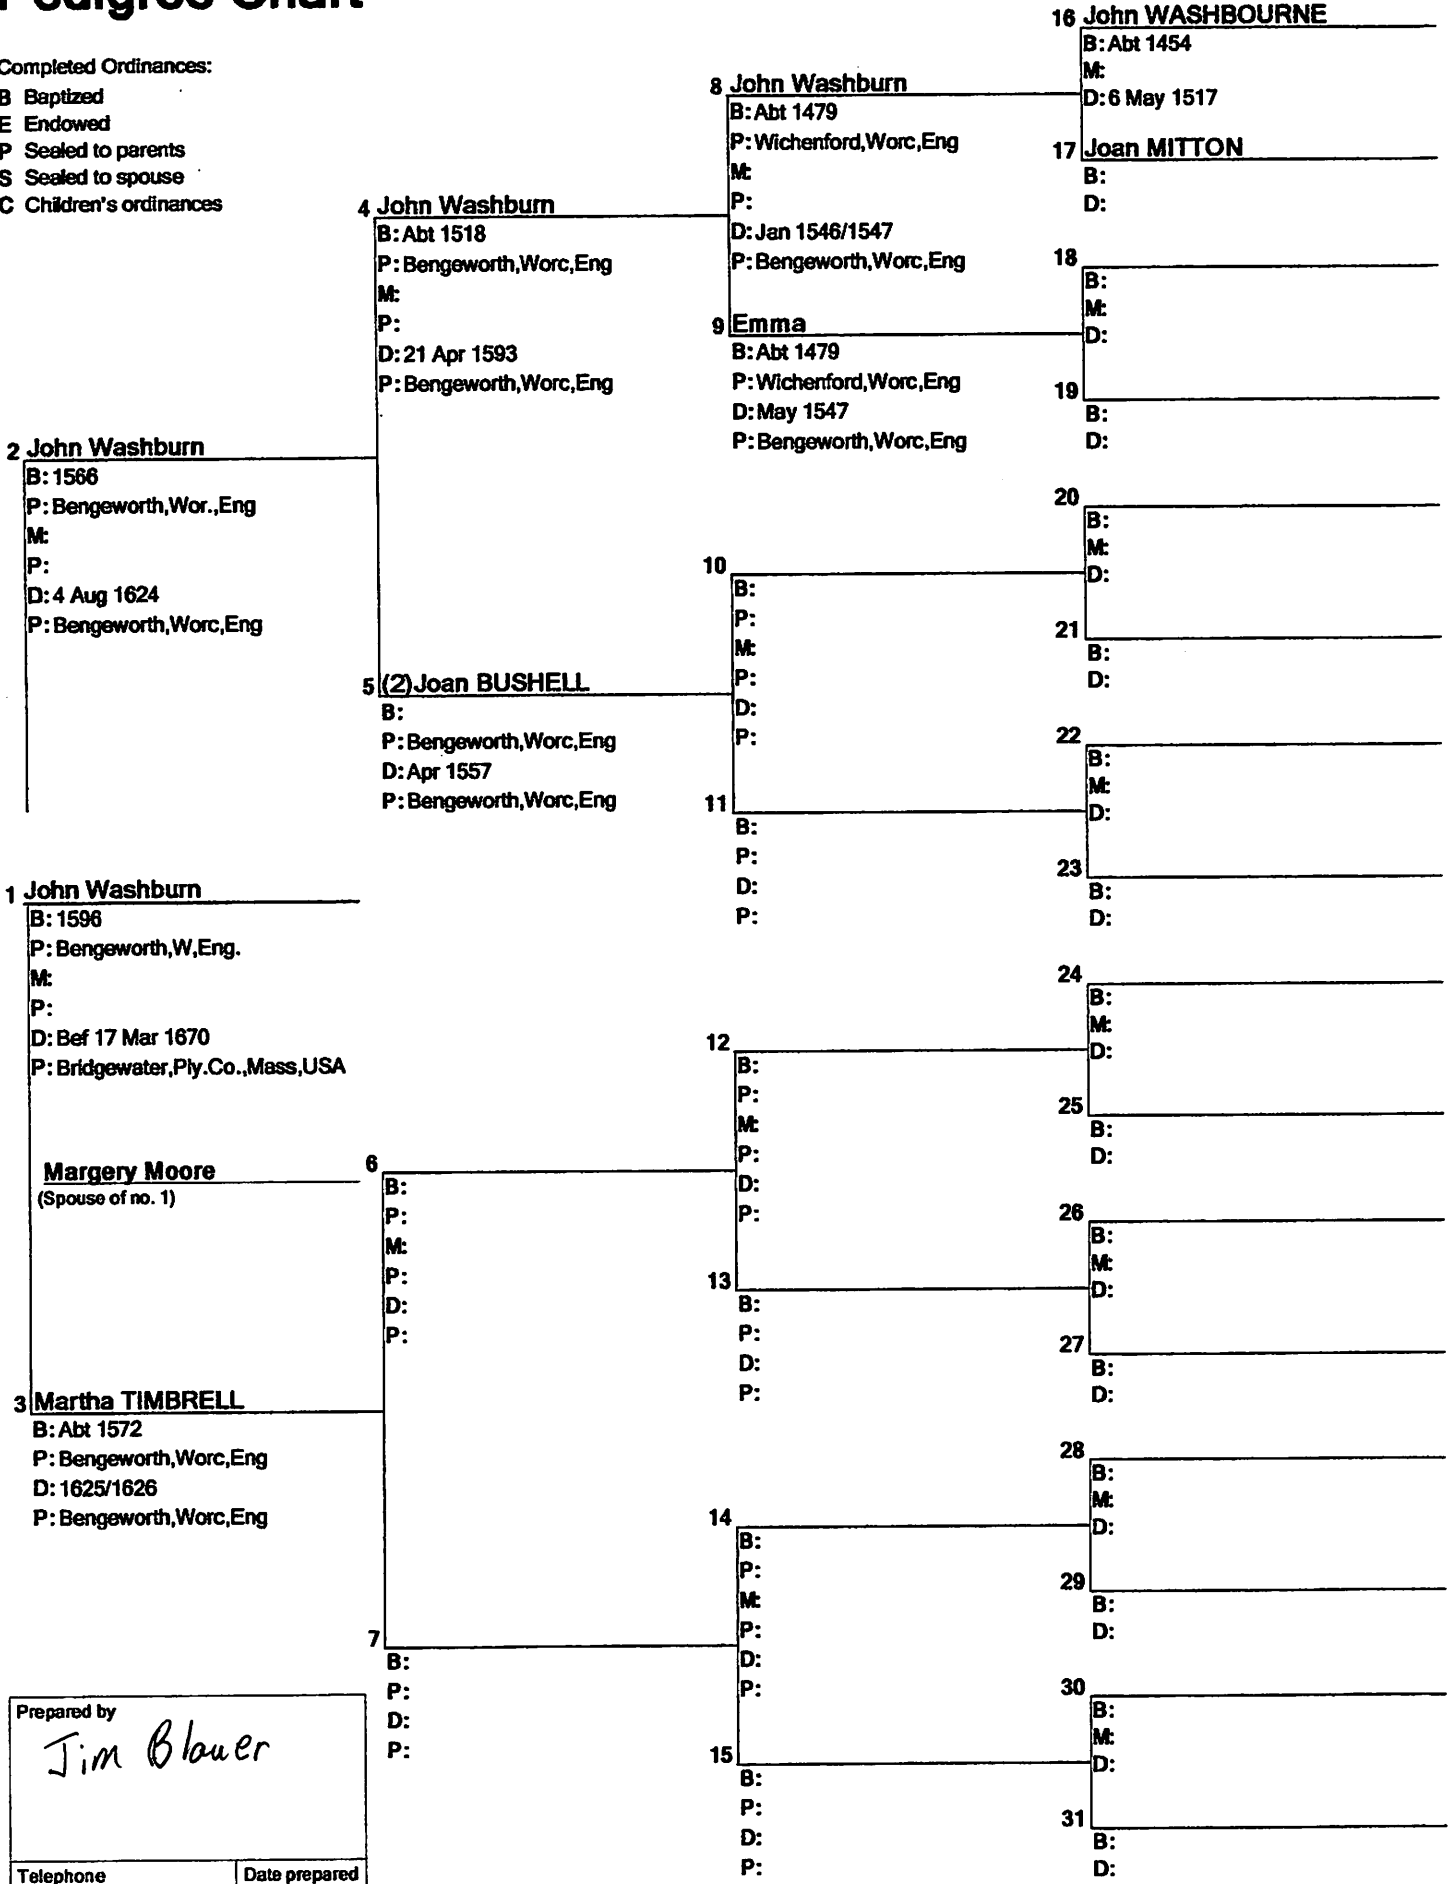 Pedigree Chart
Completed Ordinances:
B Baptized
E Endowed
P Sealed to parents
S Sealed to spouse
C Children's ordinances
2 John Washburn
B: 1566
P: Bengeworth,Wor.,Eng
M:
P:
D: 4 Aug 1624
P: Bengeworth,Worc,Eng
1 John Washburn
B: 1596
P: Bengeworth,W,Eng.
M:
P:
D: Bef 17 Mar 1670
P: Bridgewater,Ply.Co.,Mass,USA
Margery Moore
(Spouse of no. 1)
3 Martha TIMBRELL
B: Abt 1572
P: Bengeworth,Worc,Eng
D: 1625/1626
P: Bengeworth,Worc,Eng
Prepared by
Jim Blauer
Telephone
Date prepared
4 John Washburn
B: Abt 1518
P: Bengeworth,Worc,Eng
M:
P:
D: 21 Apr 1593
P: Bengeworth,Worc,Eng
5 (2)Joan BUSHELL
B:
P: Bengeworth,Worc,Eng
D: Apr 1557
P: Bengeworth,Worc,Eng
6
B:
P:
M:
P:
D:
P:
7
B:
P:
D:
P:
8 John Washburn
B: Abt 1479
P: Wichenford,Worc,Eng
M:
P:
D: Jan 1546/1547
P: Bengeworth,Worc,Eng
9 Emma
B: Abt 1479
P: Wichenford,Worc,Eng
D: May 1547
P: Bengeworth,Worc,Eng
10
B:
P:
M:
P:
D:
P:
11
B:
P:
D:
P:
12
B:
P:
M:
P:
D:
P:
13
B:
P:
D:
P:
14
B:
P:
M:
P:
D:
P:
15
B:
P:
D:
P:
16 John WASHBOURNE
B: Abt 1454
M:
D: 6 May 1517
17 Joan MITTON
B:
D:
18
B:
M:
D:
19
B:
D:
20
B:
M:
D:
21
B:
D:
22
B:
M:
D:
23
B:
D:
24
B:
M:
D:
25
B:
D:
26
B:
M:
D:
27
B:
D:
28
B:
M:
D:
29
B:
D:
30
B:
M:
D:
31
B:
D: